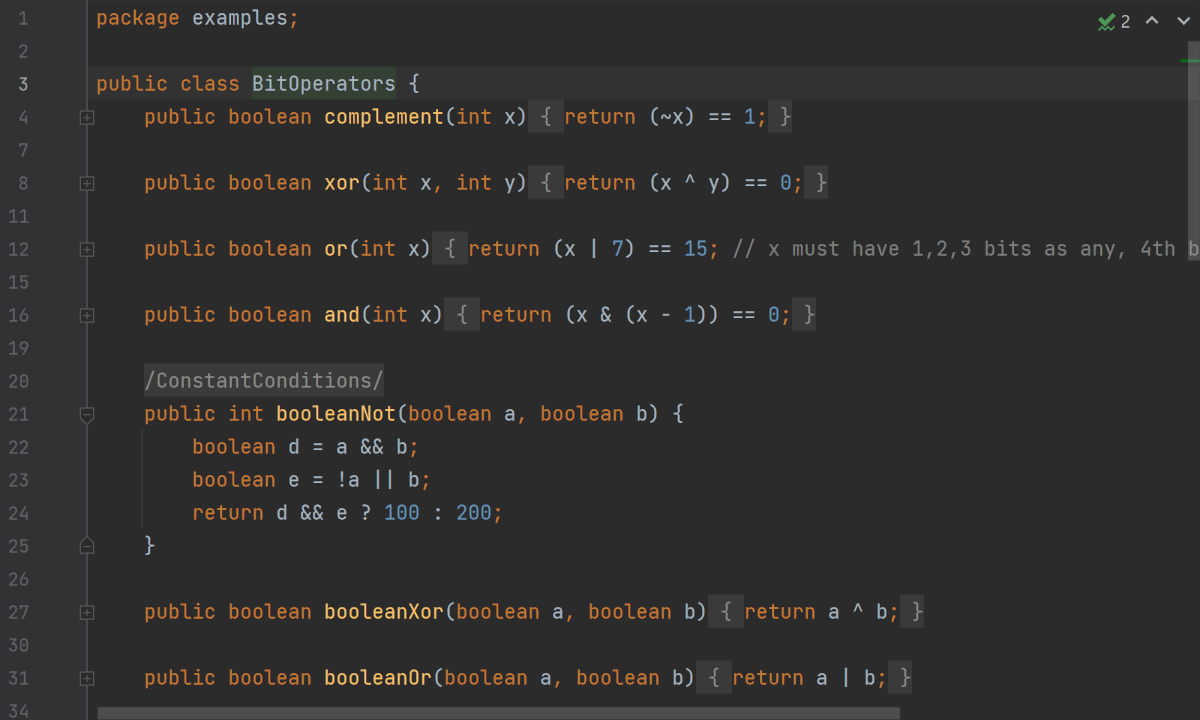 1 package examples; 2
2
3 public class BitOperators {
4 public boolean complement(int x) { return (~x) == 1; }
7
8 public boolean xor(int x, int y) { return (x ^ y) == 0; }
11
12 public boolean or(int x) { return (x | 7) == 15; // x must have 1,2,3 bits as any, 4th b
15
16 public boolean and(int x) { return (x & (x - 1)) == 0; }
19
20 /ConstantConditions/
21 public int booleanNot(boolean a, boolean b) {
22 boolean d = a && b;
23 boolean e = !a || b;
24 return d && e ? 100 : 200;
25 }
26
27 public boolean booleanXor(boolean a, boolean b) { return a ^ b; }
30
31 public boolean booleanOr(boolean a, boolean b) { return a | b; }
34